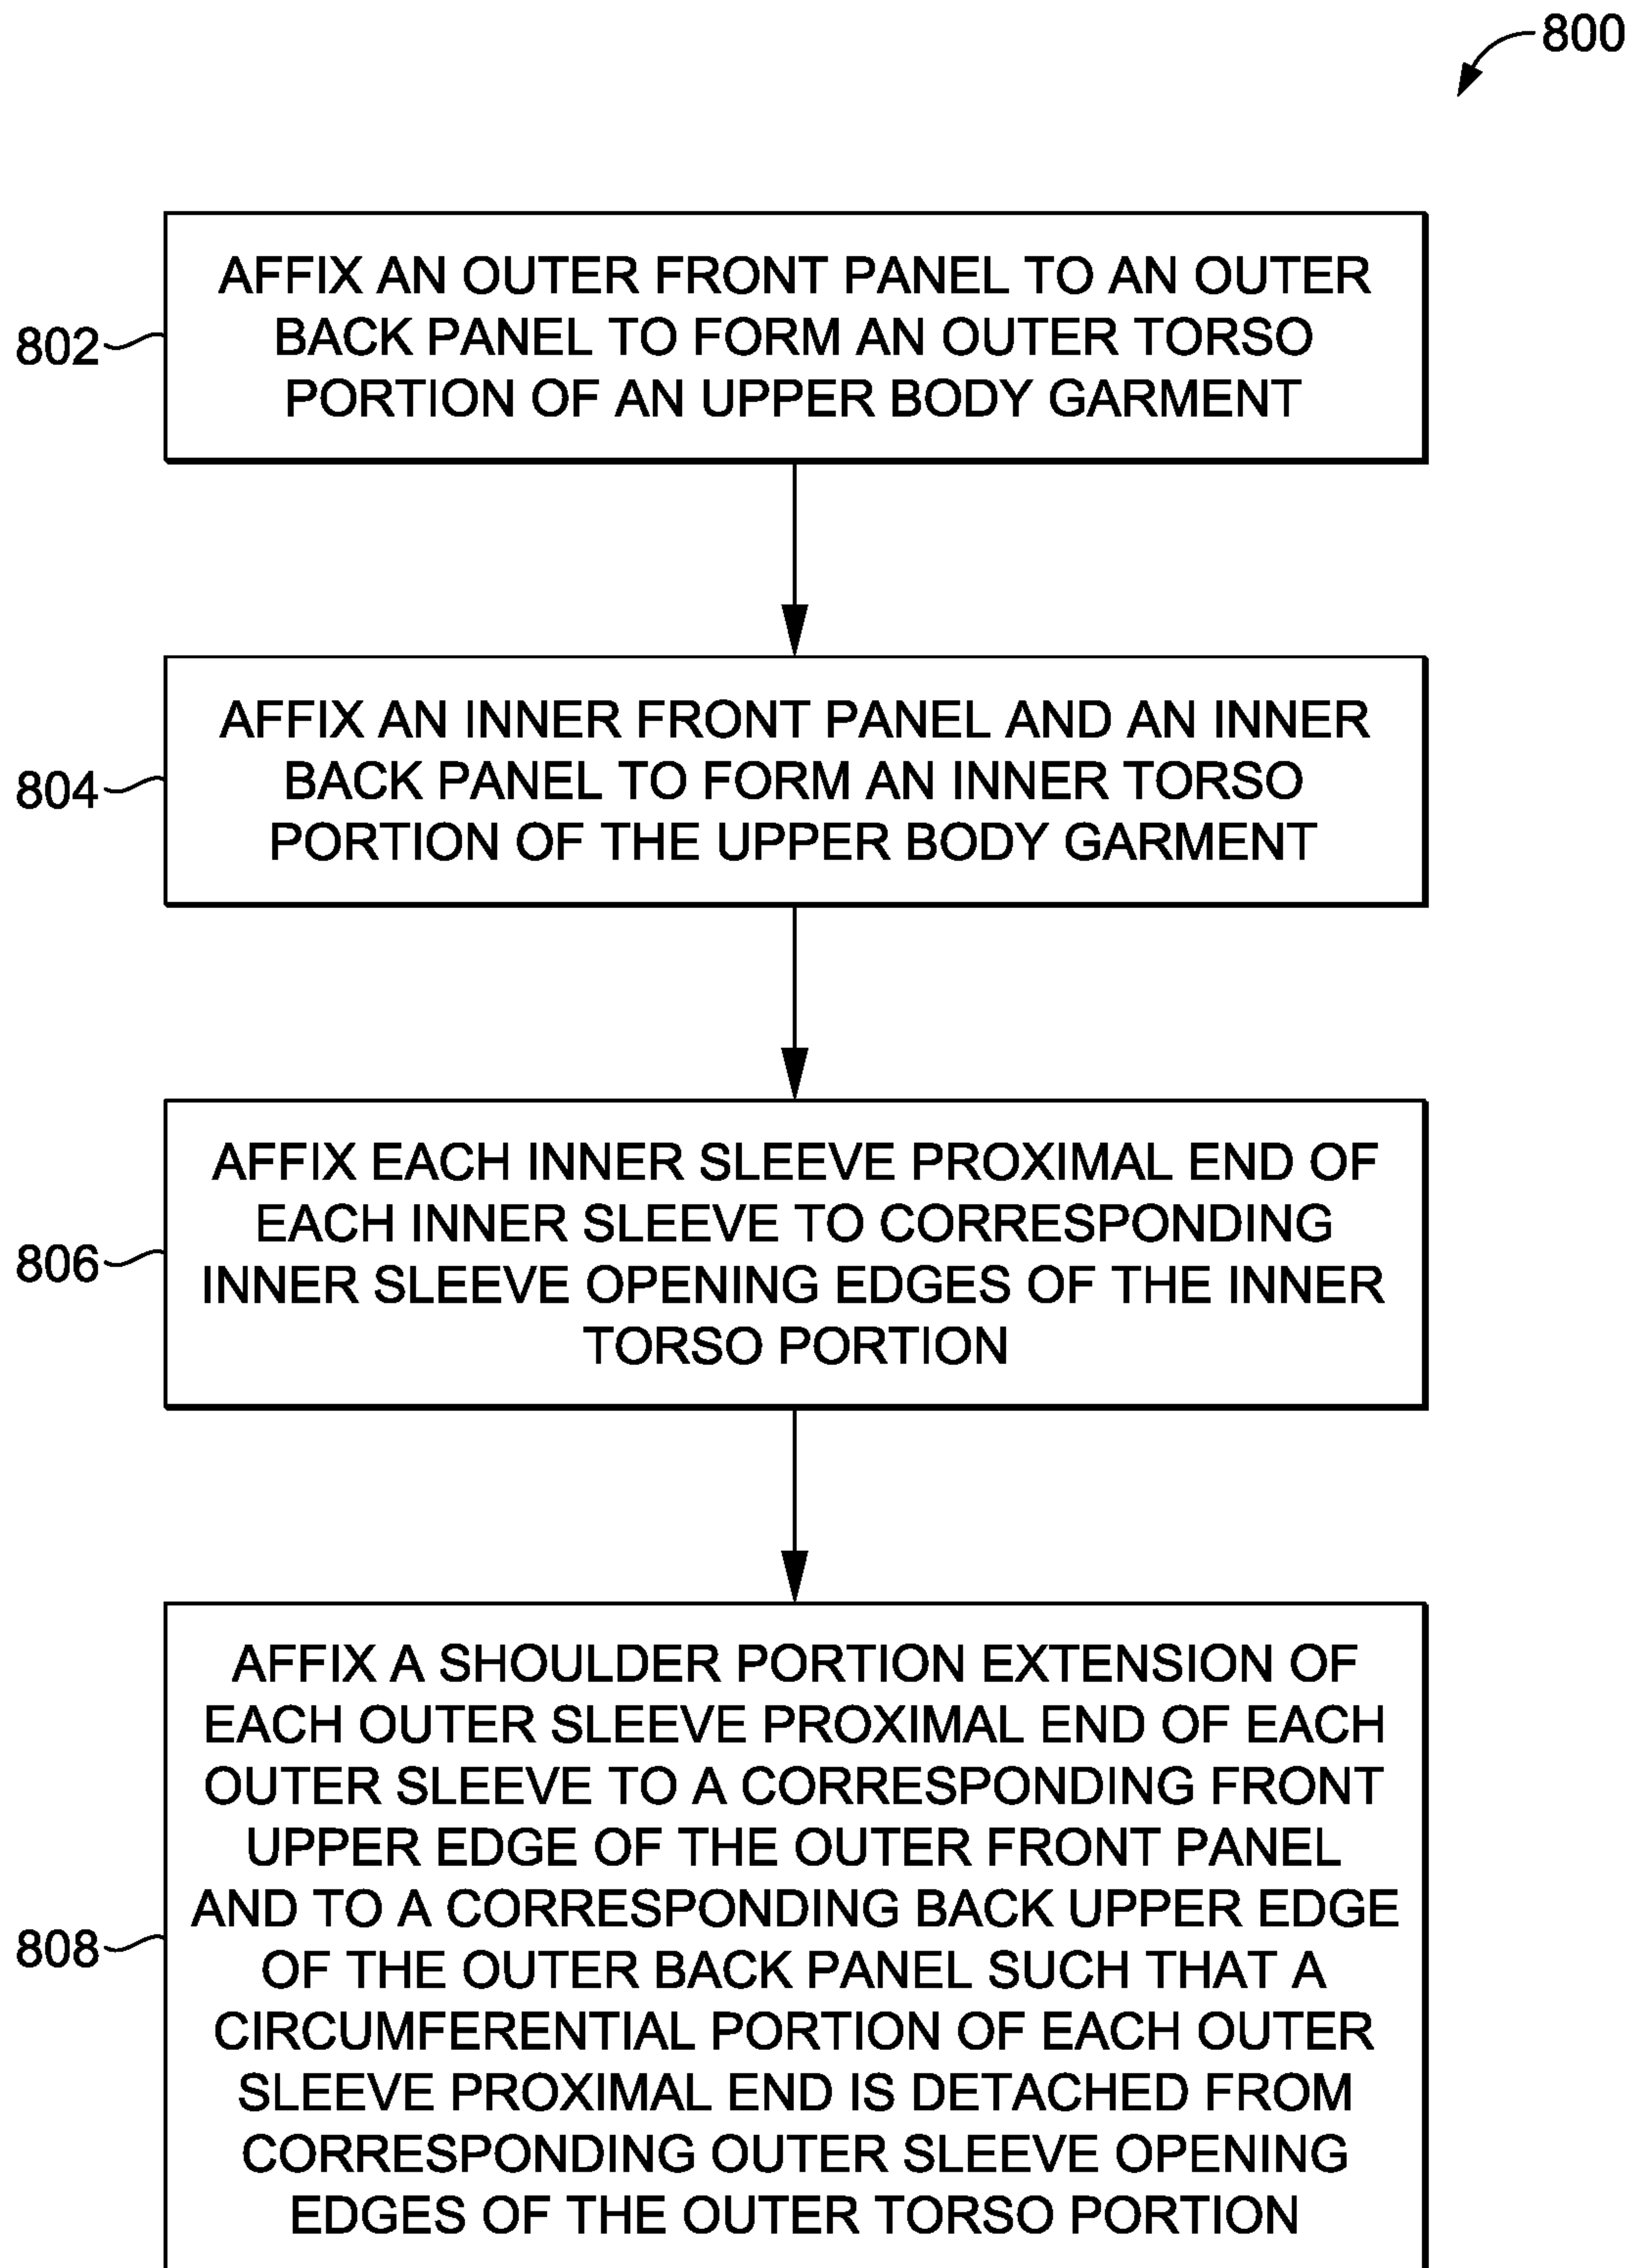 800
802
AFFIX AN OUTER FRONT PANEL TO AN OUTER
BACK PANEL TO FORM AN OUTER TORSO
PORTION OF AN UPPER BODY GARMENT
804
AFFIX AN INNER FRONT PANEL AND AN INNER
BACK PANEL TO FORM AN INNER TORSO
PORTION OF THE UPPER BODY GARMENT
806
AFFIX EACH INNER SLEEVE PROXIMAL END OF
EACH INNER SLEEVE TO CORRESPONDING
INNER SLEEVE OPENING EDGES OF THE INNER
TORSO PORTION
808
AFFIX A SHOULDER PORTION EXTENSION OF
EACH OUTER SLEEVE PROXIMAL END OF EACH
OUTER SLEEVE TO A CORRESPONDING FRONT
UPPER EDGE OF THE OUTER FRONT PANEL
AND TO A CORRESPONDING BACK UPPER EDGE
OF THE OUTER BACK PANEL SUCH THAT A
CIRCUMFERENTIAL PORTION OF EACH OUTER
SLEEVE PROXIMAL END IS DETACHED FROM
CORRESPONDING OUTER SLEEVE OPENING
EDGES OF THE OUTER TORSO PORTION